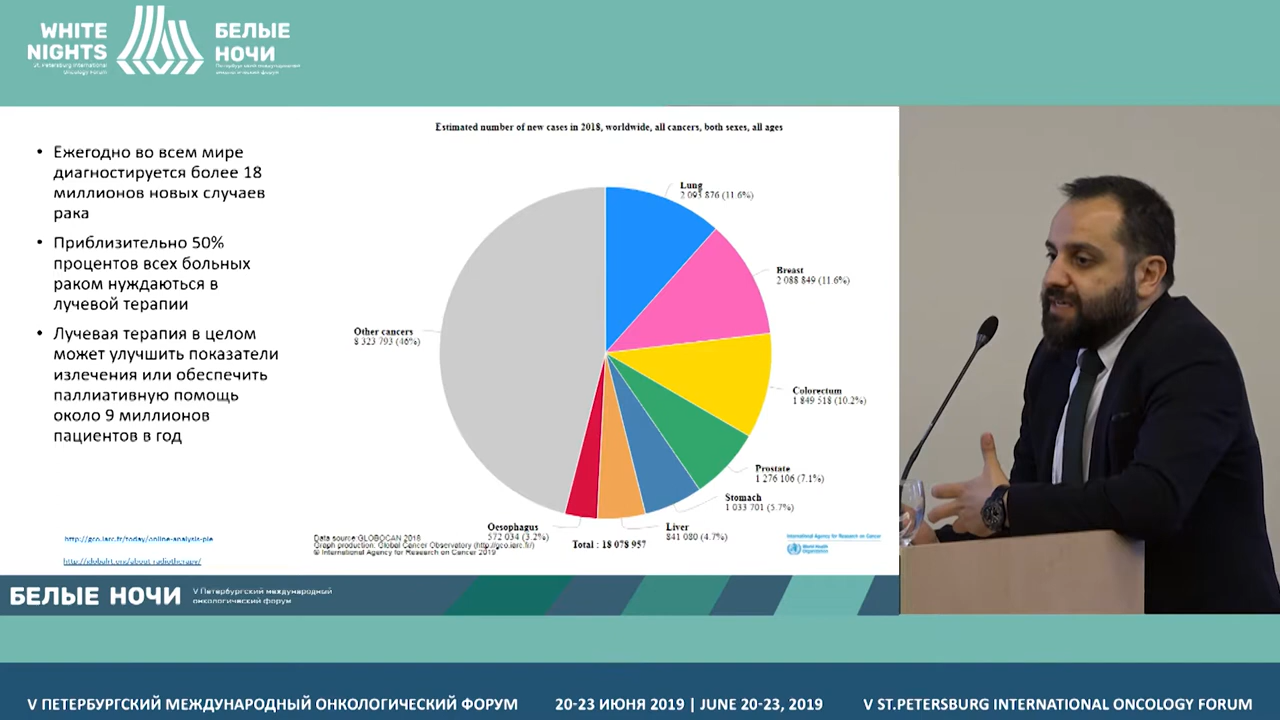 WHITE
NIGHTS
St. Petersburg International
Oncology Forum
БЕЛЫЕ
НОЧИ
Петербургский международный
онкологический форум
Estimated number of new cases in 2018, worldwide, all cancers, both sexes, all ages
• Ежегодно во всем мире
диагностируется более 18
миллионов новых случаев
рака
• Приблизительно 50%
процентов всех больных
раком нуждаються в
лучевой терапии
• Лучевая терапия в целом
может улучшить показатели
излечения или обеспечить
паллиативную помощь
около 9 миллионов
пациентов в год
Lung
2 093 876 (11.6%)
Breast
2 088 849 (11.6%)
Colorectum
1 849 518 (10.2%)
Prostate
1 276 106 (7.1%)
Stomach
1 033 701 (5.7%)
Liver
841 080 (4.7%)
Oesophagus
572 034 (3.2%)
Other cancers
8 323 793 (46%)
Total : 18 078 957
http://gco.iarc.fr/today/online-analysis-pie
Data source: GLOBOCAN 2018
Graph production: Global Cancer Observatory (http://gco.iarc.fr/)
© International Agency for Research on Cancer 2019
International Agency for Research on Cancer
World Health
Organization
БЕЛЫЕ НОЧИ
V Петербургский международный
онкологический форум
V ПЕТЕРБУРГСКИЙ МЕЖДУНАРОДНЫЙ ОНКОЛОГИЧЕСКИЙ ФОРУМ
20-23 ИЮНЯ 2019 | JUNE 20-23, 2019
V ST.PETERSBURG INTERNATIONAL ONCOLOGY FORUM